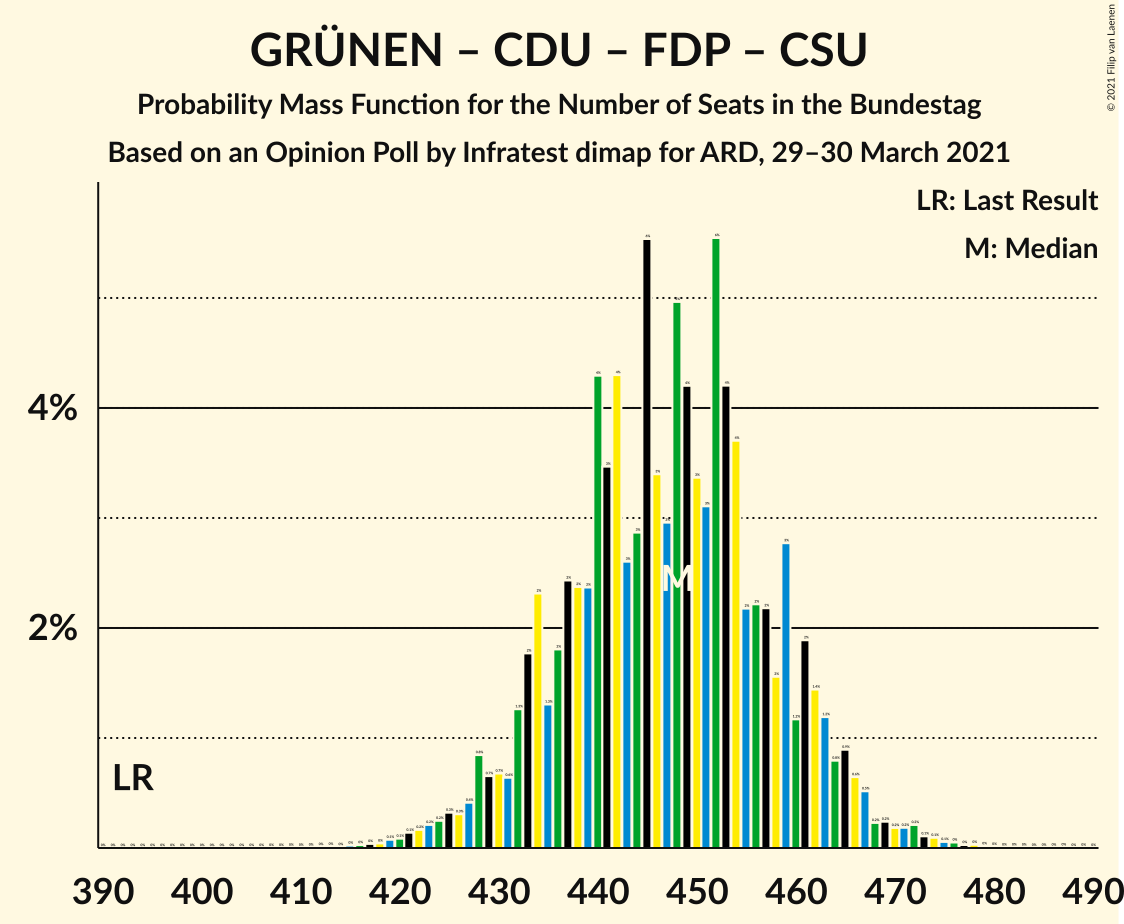 GRÜNEN – CDU – FDP – CSU
Probability Mass Function for the Number of Seats in the Bundestag
Based on an Opinion Poll by Infratest dimap for ARD, 29–30 March 2021
© 2021 Filip van Laenen
LR: Last Result
M: Median
4%
2%
LR
M
390 400 410 420 430 440 450 460 470 480 490